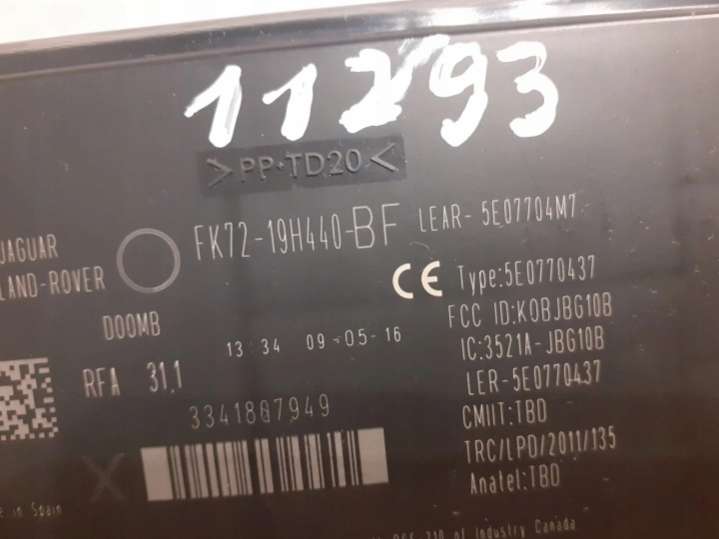 11293
>PP-TD20<
JAGUAR
LAND-ROVER
FK72-19H440-BF
LEAR- 5E07704M7
CE
Type:5E0770437
FCC ID:KOBJBG10B
IC:3521A-JBG10B
LER-5E0770437
CMIIT:TBD
TRC/LPD/2011/135
Anatel:TBD
D00MB
13:34 09-05-16
RFA 31.1
3341807949
X
in Spain
210 of Industry Canada